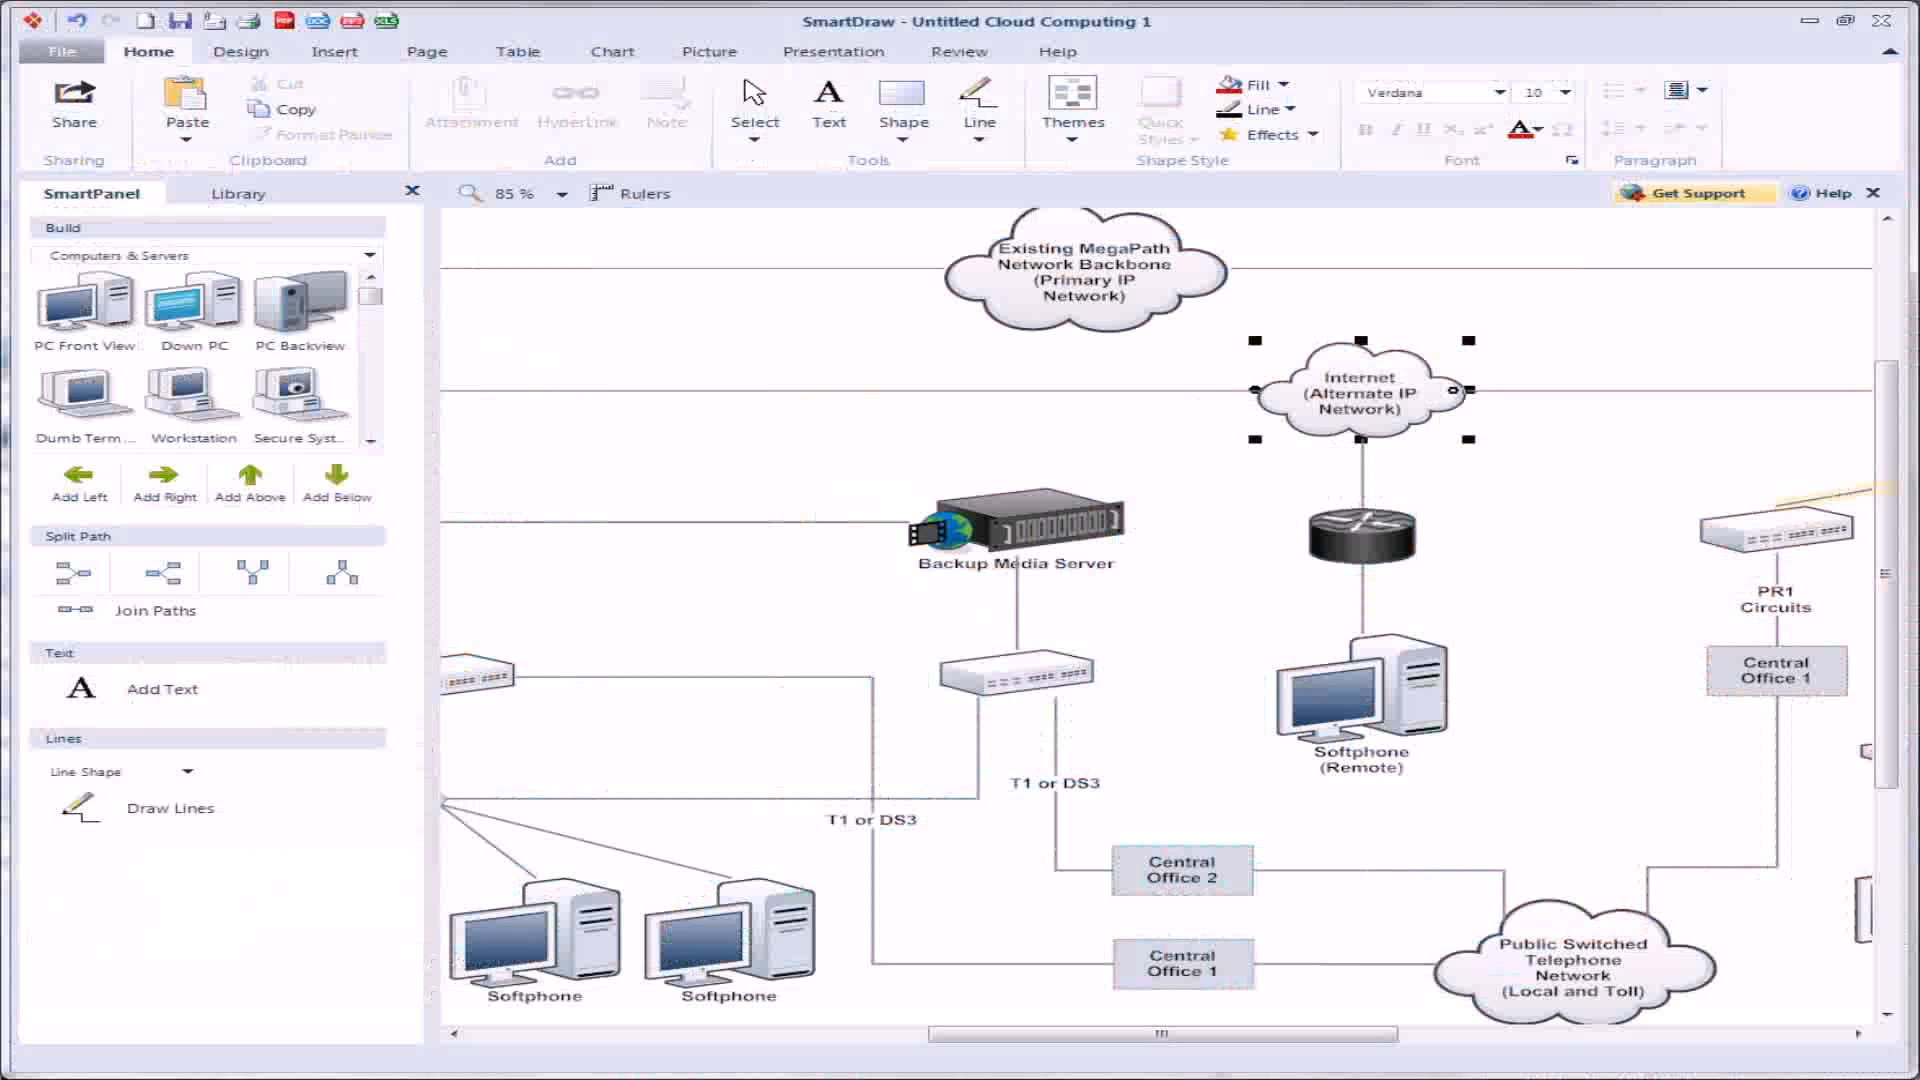 PDF
DOC
PPT
XLS
SmartDraw - Untitled Cloud Computing 1
File
Home
Design
Insert
Page
Table
Chart
Picture
Presentation
Review
Help
Share
Sharing
Paste
Cut
Copy
Format Painter
Clipboard
Attachment
HyperLink
Note
Add
Select
Text
Shape
Line
Tools
Themes
Quick
Styles
Fill
Line
Effects
Shape Style
Verdana
10
Font
Paragraph
SmartPanel
Library
85 %
Rulers
Get Support
Help
Build
Computers & Servers
PC Front View
Down PC
PC Backview
Dumb Term...
Workstation
Secure Syst...
Add Left
Add Right
Add Above
Add Below
Split Path
Join Paths
Text
Add Text
Lines
Line Shape
Draw Lines
Existing MegaPath
Network Backbone
(Primary IP
Network)
Internet
(Alternate IP
Network)
Backup Media Server
PR1
Circuits
Central
Office 1
Softphone
(Remote)
T1 or DS3
T1 or DS3
Central
Office 2
Central
Office 1
Public Switched
Telephone
Network
(Local and Toll)
Softphone
Softphone